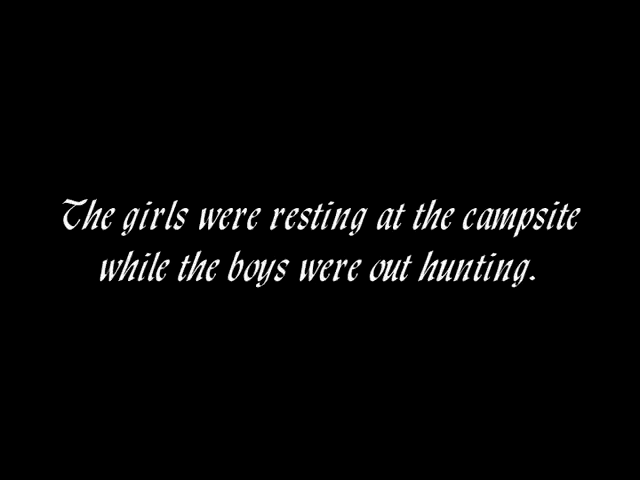 The girls were resting at the campsite
while the boys were out hunting.